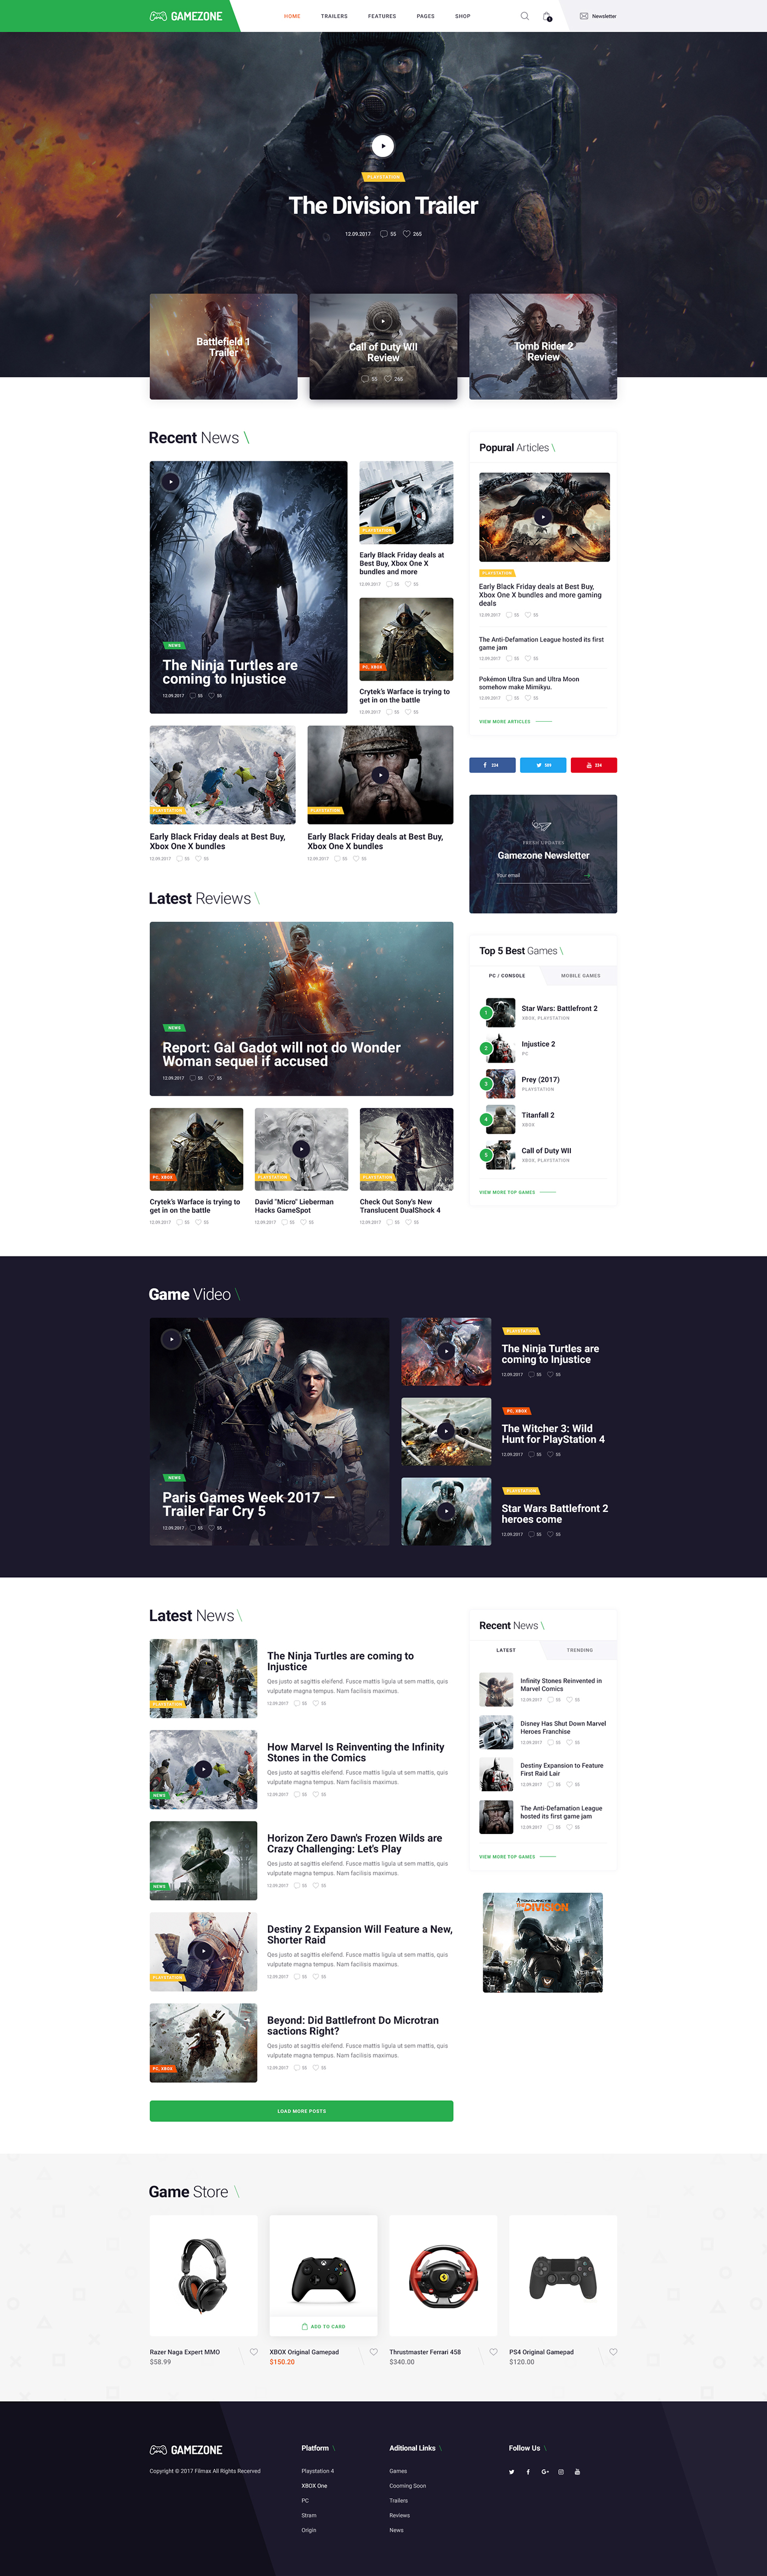 GAMEZONE
HOME TRAILERS FEATURES PAGES SHOP
Newsletter
PLAYSTATION
The Division Trailer
12.09.2017 55 265
Battlefield 1
Trailer
Call of Duty WII
Review
55 265
Tomb Rider 2
Review
Recent News \
NEWS
The Ninja Turtles are
coming to Injustice
12.09.2017 55 55
PLAYSTATION
Early Black Friday deals at
Best Buy, Xbox One X
bundles and more
12.09.2017 55 55
PC, XBOX
Crytek's Warface is trying to
get in on the battle
12.09.2017 55 55
PLAYSTATION
Early Black Friday deals at Best Buy,
Xbox One X bundles
12.09.2017 55 55
PLAYSTATION
Early Black Friday deals at Best Buy,
Xbox One X bundles
12.09.2017 55 55
Popural Articles \
PLAYSTATION
Early Black Friday deals at Best Buy,
Xbox One X bundles and more gaming
deals
12.09.2017 55 55
The Anti-Defamation League hosted its first
game jam
12.09.2017 55 55
Pokémon Ultra Sun and Ultra Moon
somehow make Mimikyu.
12.09.2017 55 55
VIEW MORE ARTICLES
FRESH UPDATES
Gamezone Newsletter
Your email
Latest Reviews \
NEWS
Report: Gal Gadot will not do Wonder
Woman sequel if accused
12.09.2017 55 55
PC, XBOX
Crytek's Warface is trying to
get in on the battle
12.09.2017 55 55
PLAYSTATION
David "Micro" Lieberman
Hacks GameSpot
12.09.2017 55 55
PLAYSTATION
Check Out Sony's New
Translucent DualShock 4
12.09.2017 55 55
Top 5 Best Games \
PC / CONSOLE MOBILE GAMES
1 Star Wars: Battlefront 2
XBOX, PLAYSTATION
2 Injustice 2
PC
3 Prey (2017)
PLAYSTATION
4 Titanfall 2
XBOX
5 Call of Duty WII
XBOX, PLAYSTATION
VIEW MORE TOP GAMES
Game Video \
NEWS
Paris Games Week 2017 —
Trailer Far Cry 5
12.09.2017 55 55
PLAYSTATION
The Ninja Turtles are
coming to Injustice
12.09.2017 55 55
PC, XBOX
The Witcher 3: Wild
Hunt for PlayStation 4
12.09.2017 55 55
PLAYSTATION
Star Wars Battlefront 2
heroes come
12.09.2017 55 55
Latest News \
PLAYSTATION
The Ninja Turtles are coming to
Injustice
Qes justo at sagittis eleifend. Fusce mattis ligula ut sem mattis, quis
vulputate magna tempus. Nam facilisis maximus.
12.09.2017 55 55
NEWS
How Marvel Is Reinventing the Infinity
Stones in the Comics
Qes justo at sagittis eleifend. Fusce mattis ligula ut sem mattis, quis
vulputate magna tempus. Nam facilisis maximus.
12.09.2017 55 55
NEWS
Horizon Zero Dawn's Frozen Wilds are
Crazy Challenging: Let's Play
Qes justo at sagittis eleifend. Fusce mattis ligula ut sem mattis, quis
vulputate magna tempus. Nam facilisis maximus.
12.09.2017 55 55
PLAYSTATION
Destiny 2 Expansion Will Feature a New,
Shorter Raid
Qes justo at sagittis eleifend. Fusce mattis ligula ut sem mattis, quis
vulputate magna tempus. Nam facilisis maximus.
12.09.2017 55 55
PC, XBOX
Beyond: Did Battlefront Do Microtran
sactions Right?
Qes justo at sagittis eleifend. Fusce mattis ligula ut sem mattis, quis
vulputate magna tempus. Nam facilisis maximus.
12.09.2017 55 55
LOAD MORE POSTS
Recent News \
LATEST TRENDING
Infinity Stones Reinvented in
Marvel Comics
12.09.2017 55 55
Disney Has Shut Down Marvel
Heroes Franchise
12.09.2017 55 55
Destiny Expansion to Feature
First Raid Lair
12.09.2017 55 55
The Anti-Defamation League
hosted its first game jam
12.09.2017 55 55
VIEW MORE TOP GAMES
TOM CLANCY'S
THE DIVISION
Game Store \
ADD TO CARD
Razer Naga Expert MMO
$58.99
XBOX Original Gamepad
$150.20
Thrustmaster Ferrari 458
$340.00
PS4 Original Gamepad
$120.00
GAMEZONE
Copyright © 2017 Filmax All Rights Recerved
Platform \
Playstation 4
XBOX One
PC
Stram
Origin
Aditional Links \
Games
Cooming Soon
Trailers
Reviews
News
Follow Us \